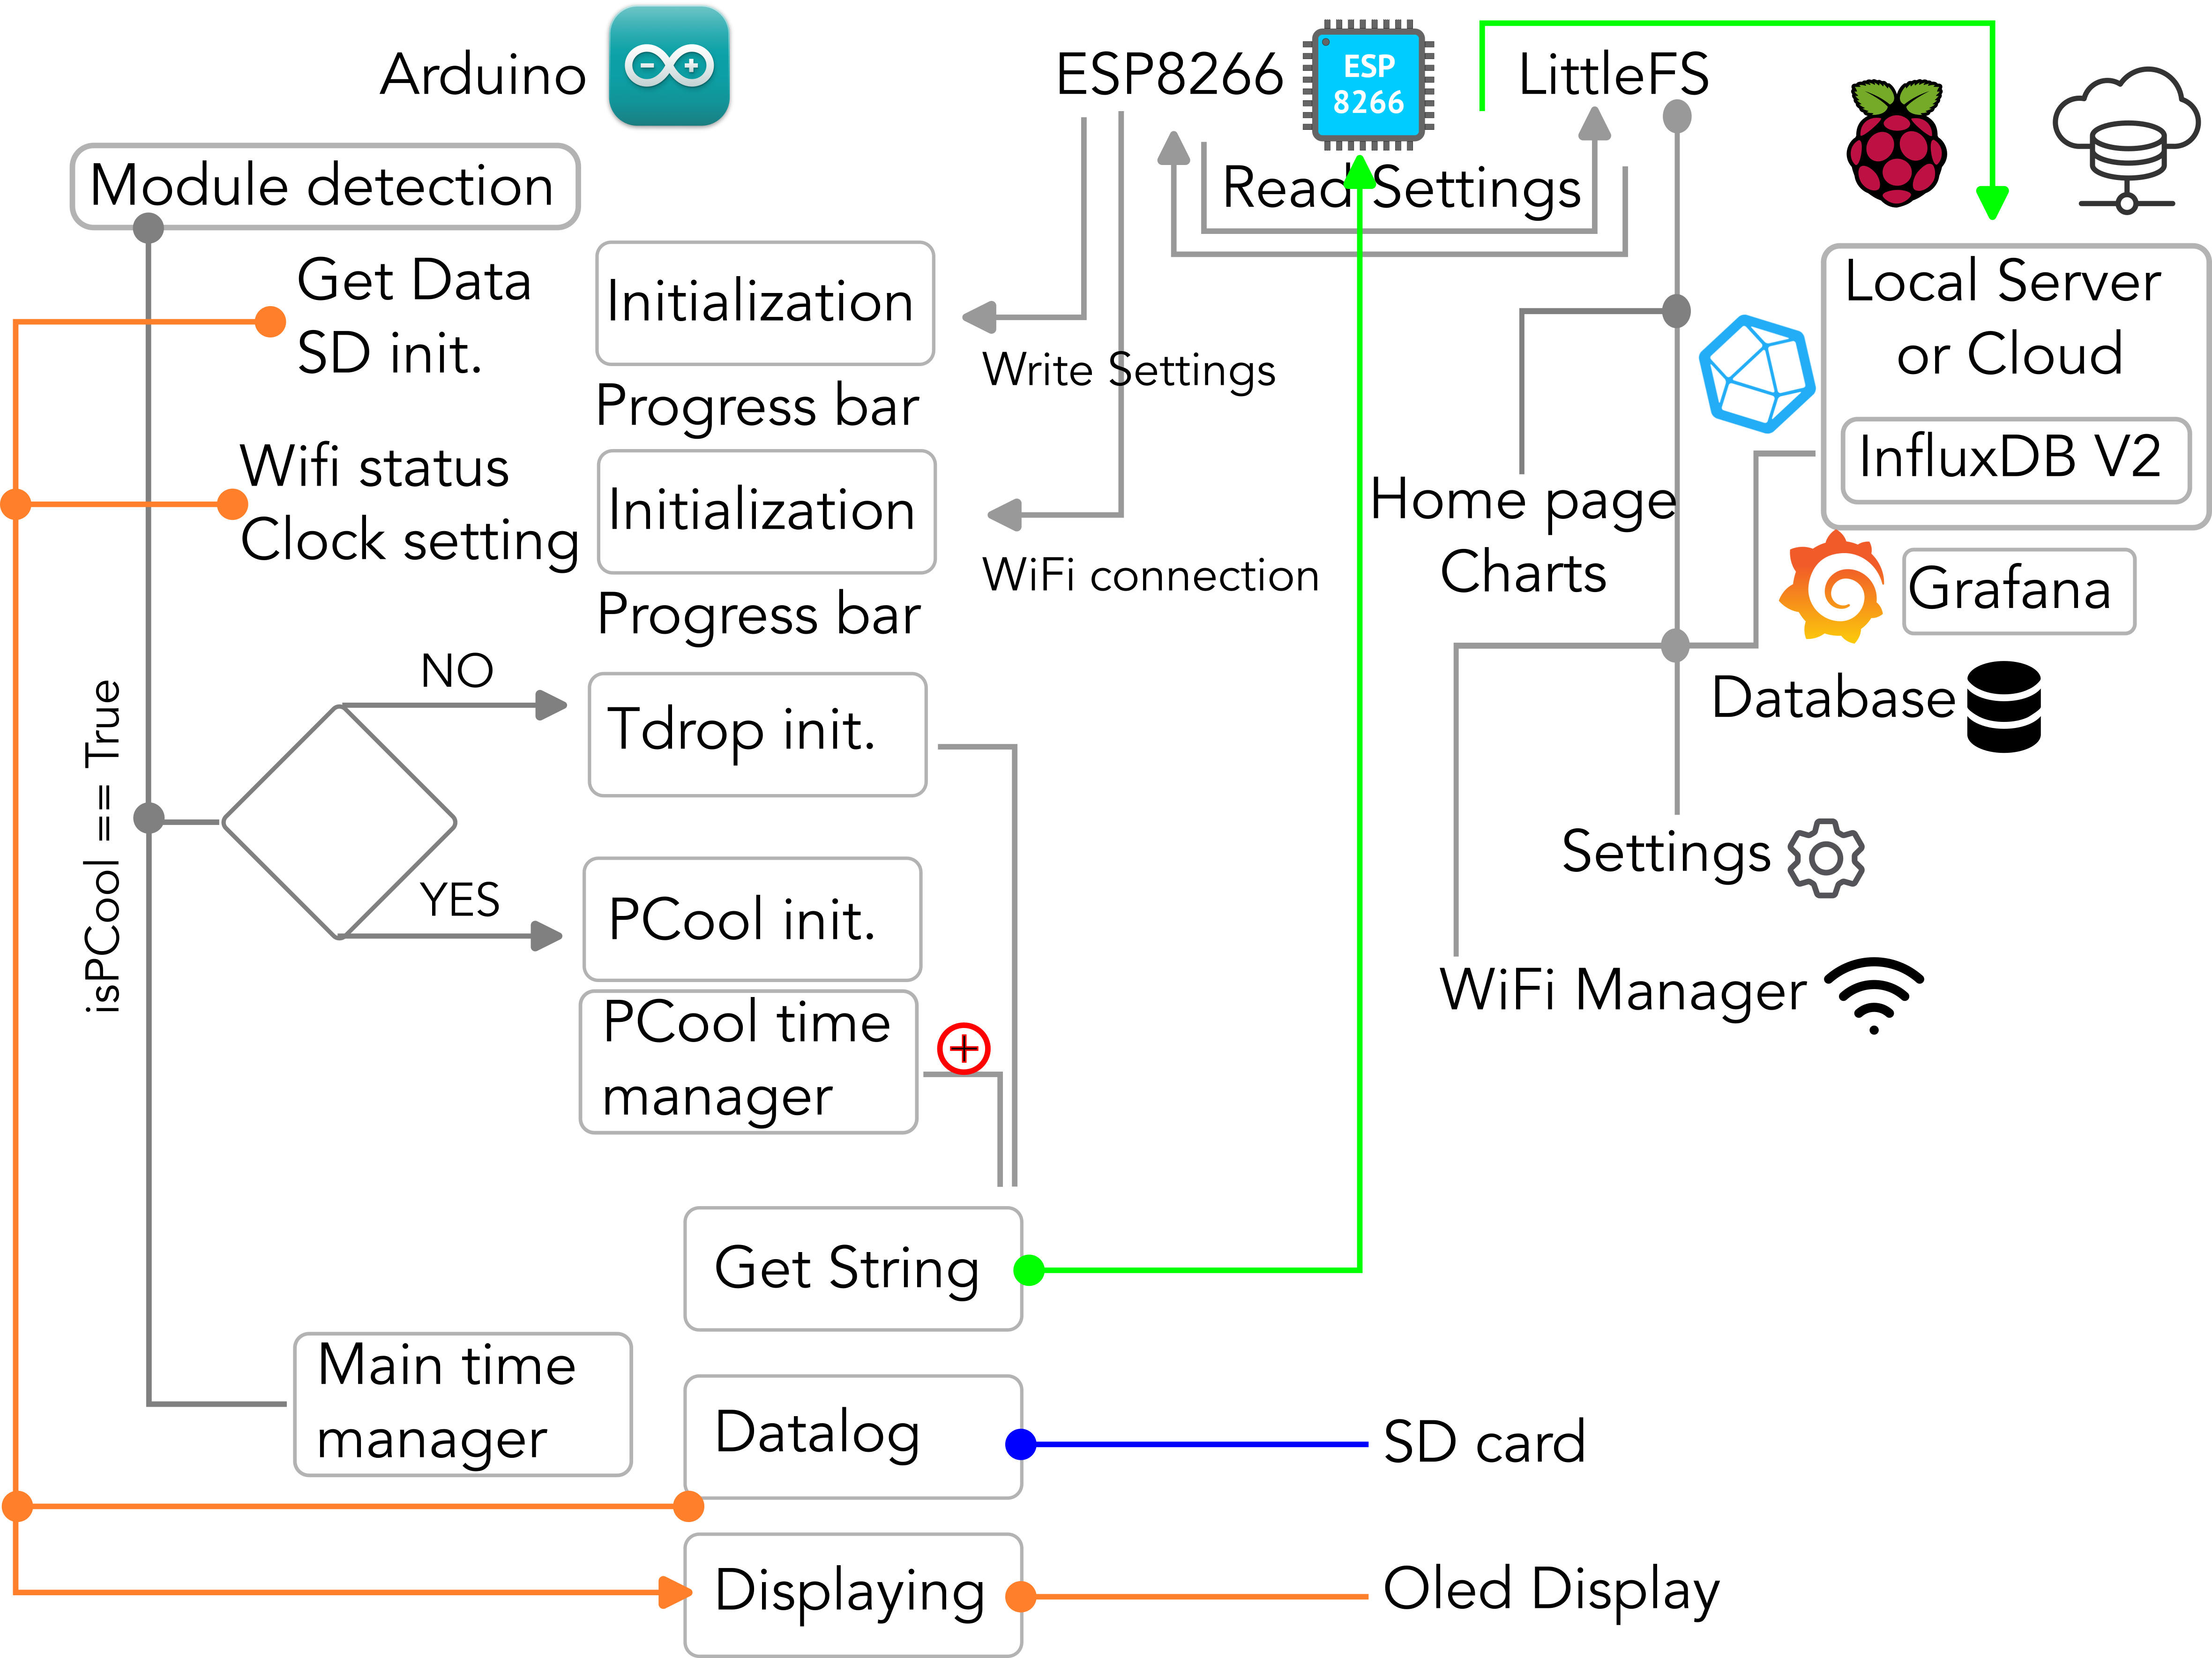 Arduino
ESP8266
ESP
8266
LittleFS
Module detection
Read Settings
Get Data
SD init.
Initialization
Write Settings
Progress bar
Local Server
or Cloud
InfluxDB V2
Wifi status
Clock setting
Initialization
WiFi connection
Progress bar
Home page
Charts
Grafana
Database
NO
Tdrop init.
isPCool == True
YES
PCool init.
Settings
PCool time
manager
WiFi Manager
Get String
Main time
manager
Datalog
SD card
Displaying
Oled Display